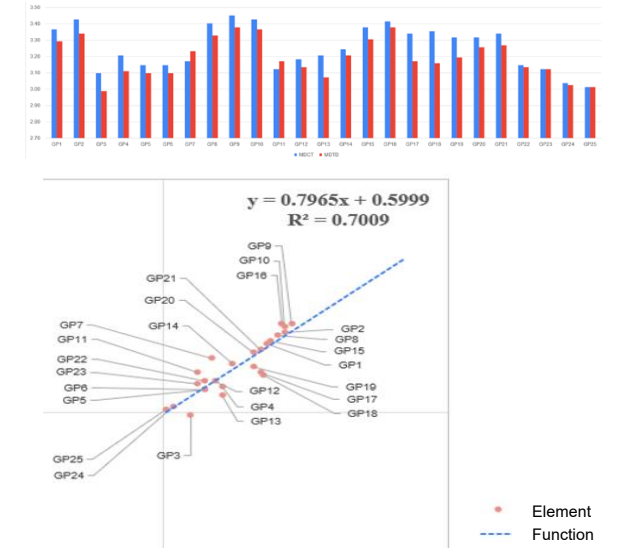 3.50
3.40
3.30
3.20
3.10
3.00
2.90
2.80
2.70
GP1 GP2 GP3 GP4 GP5 GP6 GP7 GP8 GP9 GP10 GP11 GP12 GP13 GP14 GP15 GP16 GP17 GP18 GP19 GP20 GP21 GP22 GP23 GP24 GP25
MDCT MDTD
y = 0.7965x + 0.5999
R² = 0.7009
GP9
GP10
GP16
GP21
GP20
GP7
GP14
GP11
GP22
GP23
GP6
GP5
GP2
GP8
GP15
GP1
GP19
GP17
GP18
GP12
GP4
GP13
GP3
GP25
GP24
Element
Function